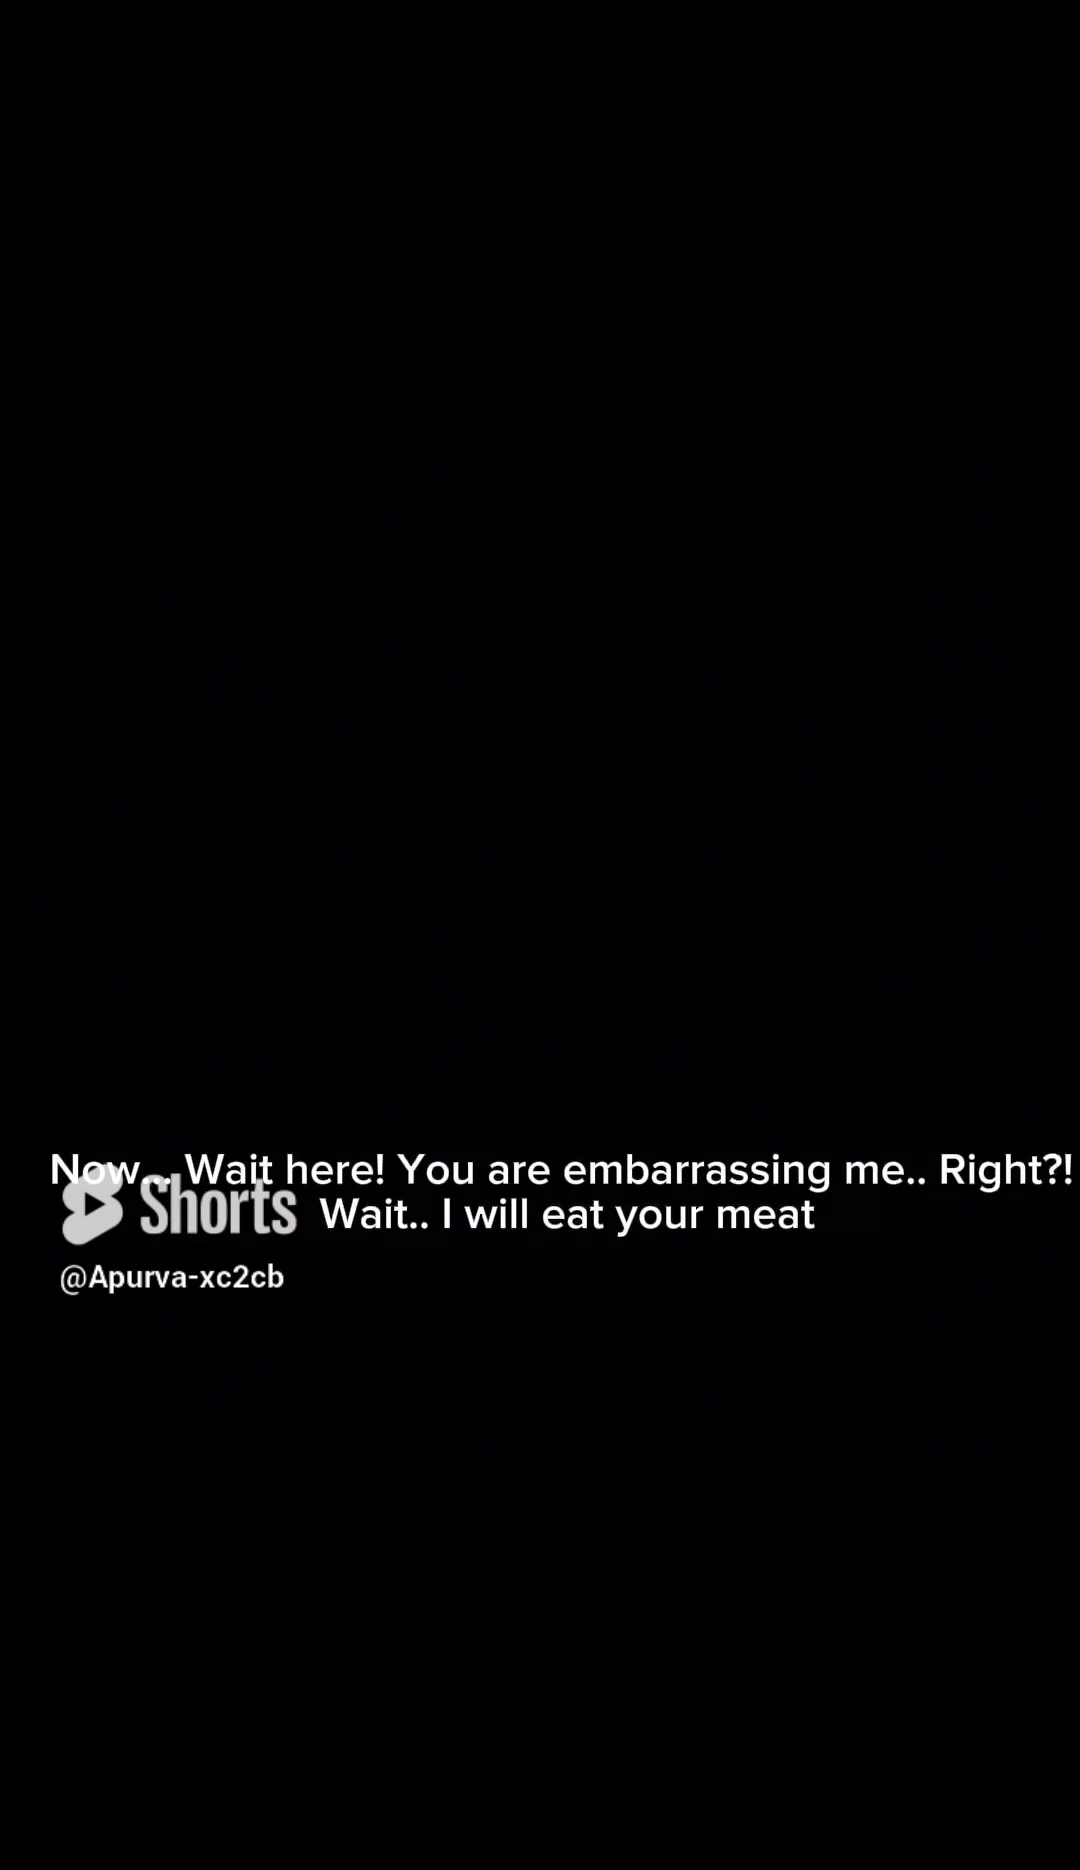 Now... Wait here! You are embarrassing me.. Right?!
Wait.. I will eat your meat
Shorts
@Apurva-xc2cb